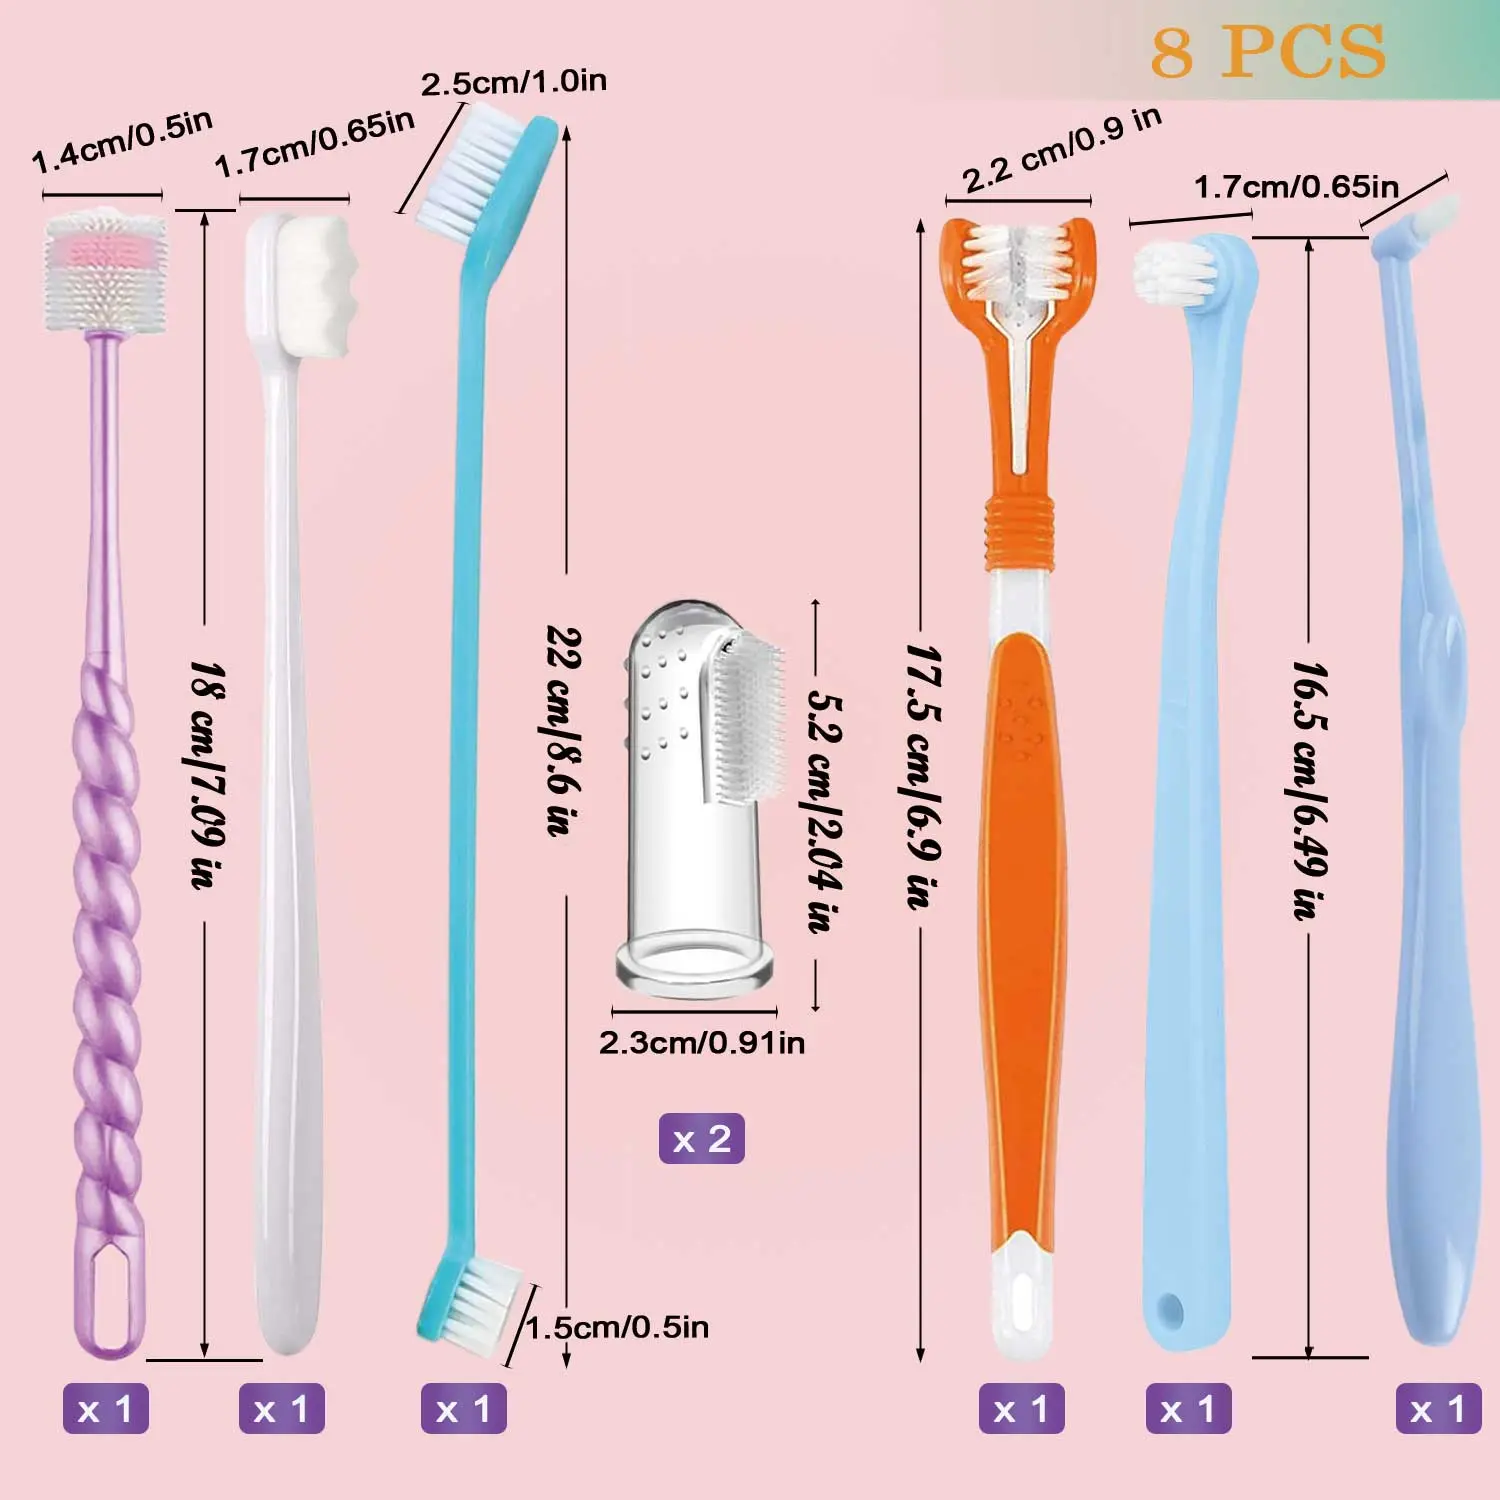 8 PCS
2.5cm/1.0in
1.4cm/0.5in
1.7cm/0.65in
2.2 cm/0.9 in
1.7cm/0.65in
18 cm/7.09 in
22 cm/8.6 in
5.2 cm/2.04 in
17.5 cm/6.9 in
16.5 cm/6.49 in
2.3cm/0.91in
x 2
1.5cm/0.5in
x 1
x 1
x 1
x 1
x 1
x 1